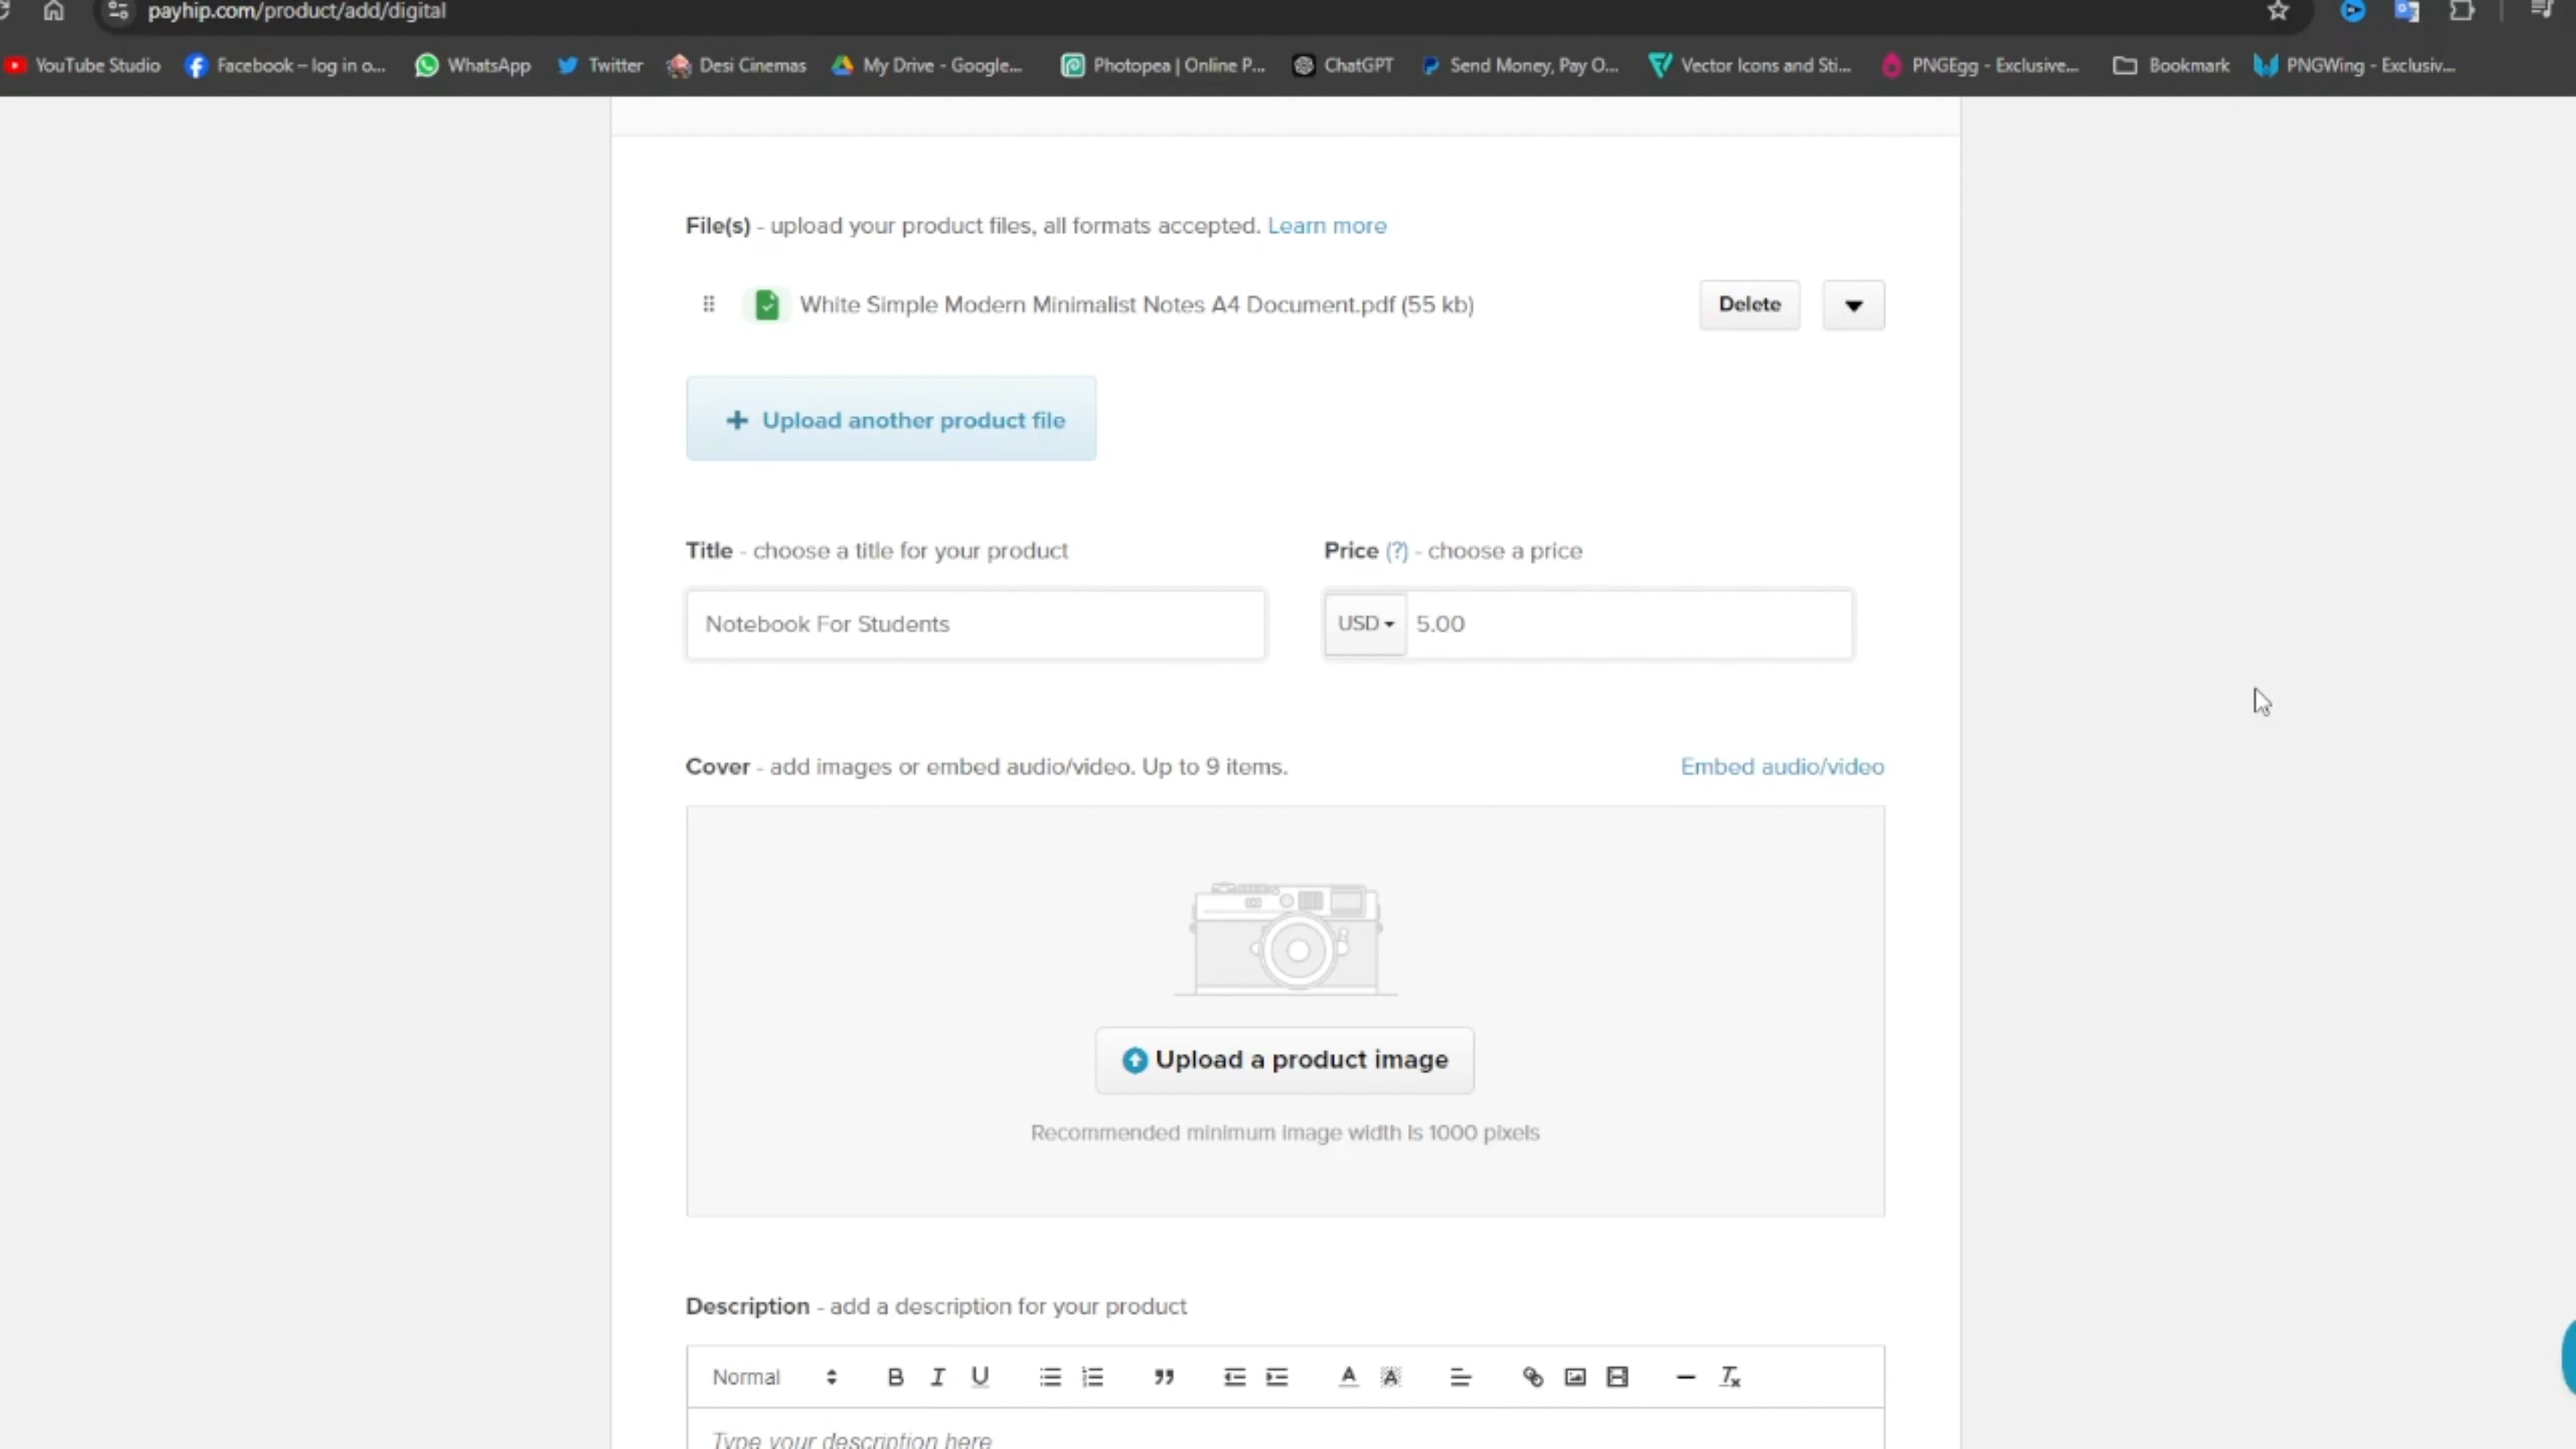 payhip.com/product/add/digital
YouTube Studio Facebook – log in o... WhatsApp Twitter Desi Cinemas My Drive - Google... Photopea | Online P... ChatGPT Send Money, Pay O... Vector Icons and Sti... PNGEgg - Exclusive... Bookmark PNGWing - Exclusiv...
File(s) - upload your product files, all formats accepted. Learn more
White Simple Modern Minimalist Notes A4 Document.pdf (55 kb) Delete
+ Upload another product file
Title - choose a title for your product Price (?) - choose a price
Notebook For Students USD 5.00
Cover - add images or embed audio/video. Up to 9 items. Embed audio/video
Upload a product image
Recommended minimum image width is 1000 pixels
Description - add a description for your product
Normal B I U A A
Type your description here